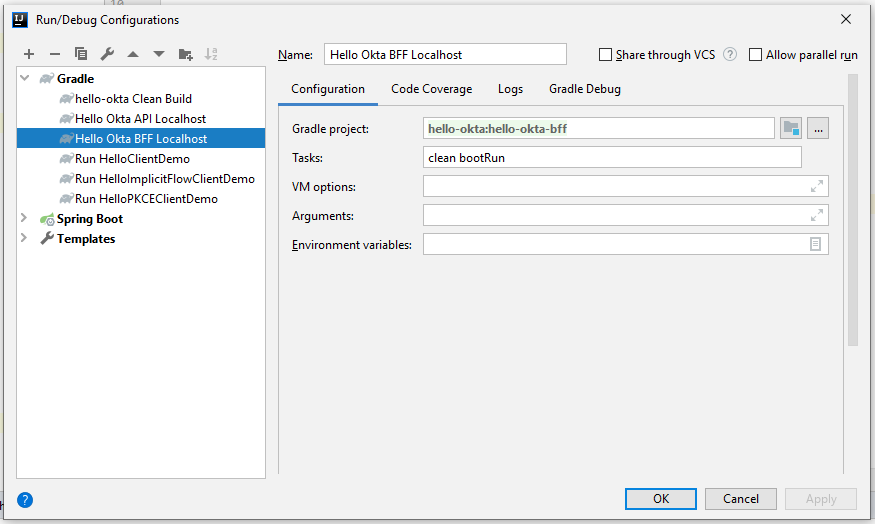 10
IJ Run/Debug Configurations
Name: Hello Okta BFF Localhost Share through VCS ? Allow parallel run
Gradle
hello-okta Clean Build
Hello Okta API Localhost
Hello Okta BFF Localhost
Run HelloClientDemo
Run HelloImplicitFlowClientDemo
Run HelloPKCEClientDemo
Spring Boot
Templates
Configuration Code Coverage Logs Gradle Debug
Gradle project: hello-okta:hello-okta-bff ...
Tasks: clean bootRun
VM options:
Arguments:
Environment variables:
? OK Cancel Apply